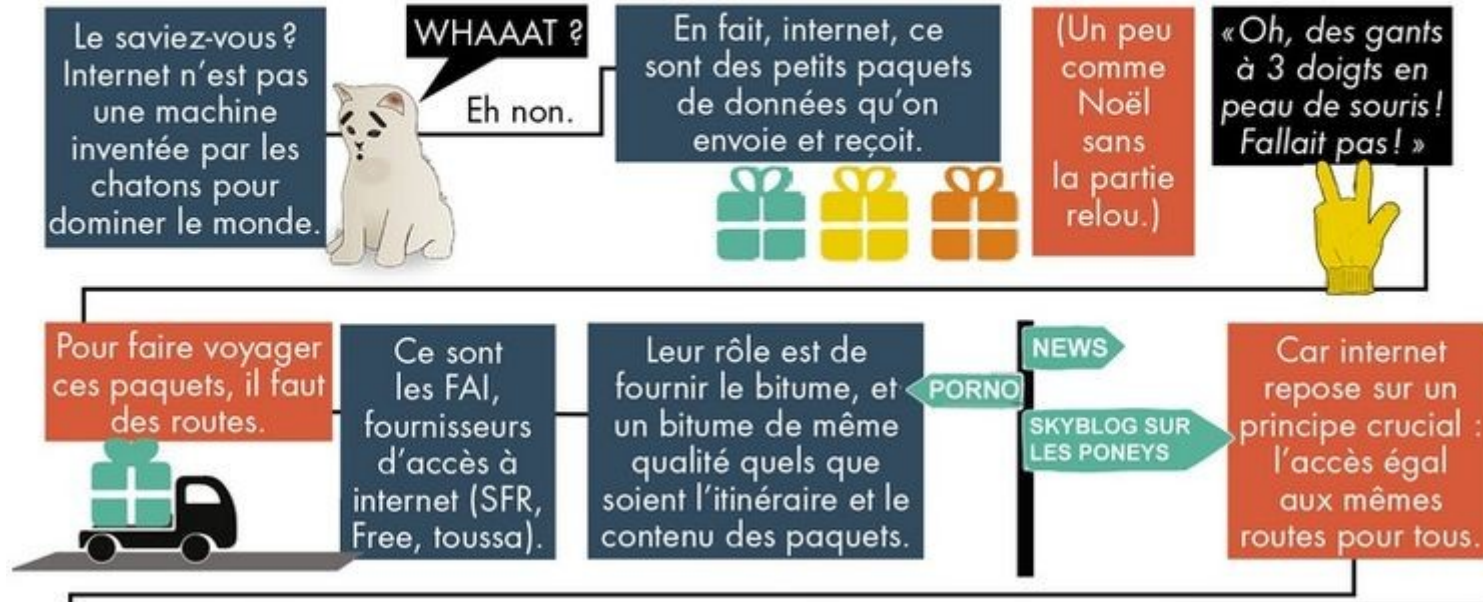 Le saviez-vous ?
Internet n'est pas
une machine
inventée par les
chatons pour
dominer le monde.
WHAAAT ?
Eh non.
En fait, internet, ce
sont des petits paquets
de données qu'on
envoie et reçoit.
(Un peu
comme
Noël
sans
la partie
relou.)
«Oh, des gants
à 3 doigts en
peau de souris !
Fallait pas ! »
Pour faire voyager
ces paquets, il faut
des routes.
Ce sont
les FAI,
fournisseurs
d'accès à
internet (SFR,
Free, toussa).
Leur rôle est de
fournir le bitume, et
un bitume de même
qualité quels que
soient l'itinéraire et le
contenu des paquets.
NEWS
PORNO
SKYBLOG SUR
LES PONEYS
Car internet
repose sur un
principe crucial :
l'accès égal
aux mêmes
routes pour tous.